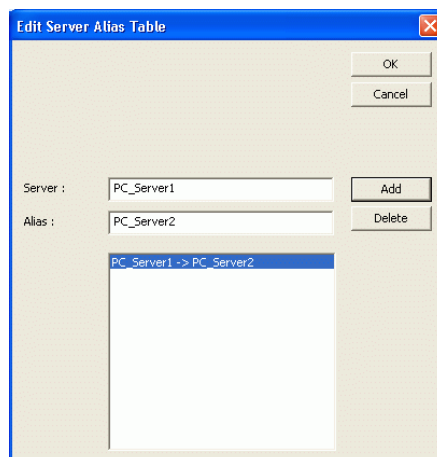 Edit Server Alias Table
OK
Cancel
Server :
PC_Server1
Add
Alias :
PC_Server2
Delete
PC_Server1 -> PC_Server2